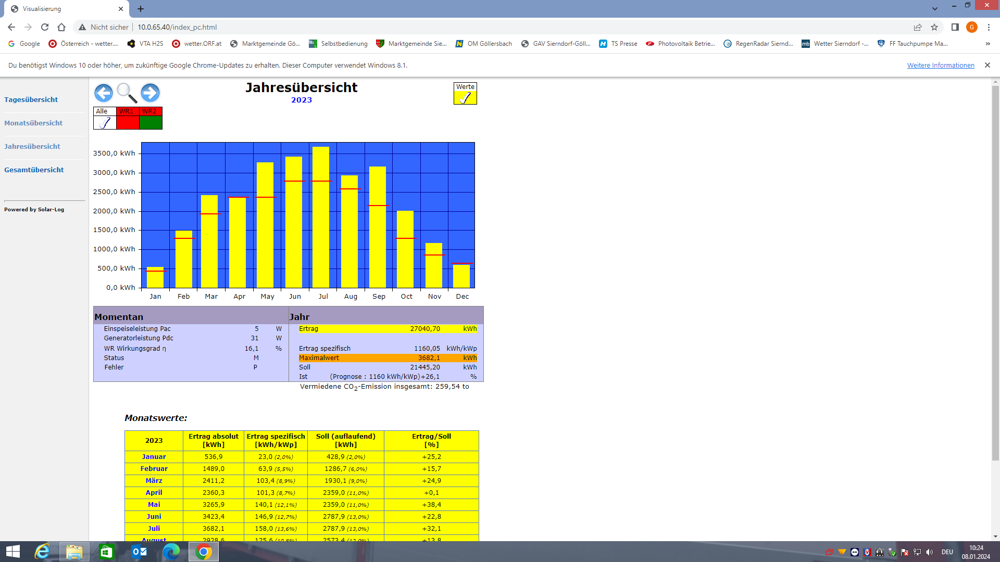 Visualisierung
Nicht sicher
10.0.65.40/index_pc.html
G
Google
Österreich - wetter....
VTA H2S
wetter.ORF.at
Marktgemeinde Gö...
Selbstbedienung
Marktgemeinde Sie...
OM Göllersbach
GAV Sierndorf-Göll...
TS Presse
Photovoltaik Betrie...
RegenRadar Siernd...
Wetter Sierndorf -...
FF Tauchpumpe Ma...
Du benötigst Windows 10 oder höher, um zukünftige Google Chrome-Updates zu erhalten. Dieser Computer verwendet Windows 8.1.
Weitere Informationen
Tagesübersicht
Monatsübersicht
Jahresübersicht
Gesamtübersicht
Powered by Solar-Log
Jahresübersicht
2023
Werte
Alle WR1 WR2
3500,0 kWh
3000,0 kWh
2500,0 kWh
2000,0 kWh
1500,0 kWh
1000,0 kWh
500,0 kWh
0,0 kWh
Jan Feb Mar Apr May Jun Jul Aug Sep Oct Nov Dec
Momentan
Einspeiseleistung Pac 5 W
Generatorleistung Pdc 31 W
WR Wirkungsgrad η 16,1 %
Status M
Fehler P
Jahr
Ertrag 27040,70 kWh
Ertrag spezifisch 1160,05 kWh/kWp
Maximalwert 3682,1 kWh
Soll 21445,20 kWh
Ist (Prognose : 1160 kWh/kWp)+26,1 %
Vermiedene CO2-Emission insgesamt: 259,54 to
Monatswerte:
2023 Ertrag absolut [kWh] Ertrag spezifisch [kWh/kWp] Soll (auflaufend) [kWh] Ertrag/Soll [%]
Januar 536,9 23,0 (2,0%) 428,9 (2,0%) +25,2
Februar 1489,0 63,9 (5,5%) 1286,7 (6,0%) +15,7
März 2411,2 103,4 (8,9%) 1930,1 (9,0%) +24,9
April 2360,3 101,3 (8,7%) 2359,0 (11,0%) +0,1
Mai 3265,9 140,1 (12,1%) 2359,0 (11,0%) +38,4
Juni 3423,4 146,9 (12,7%) 2787,9 (13,0%) +22,8
Juli 3682,1 158,0 (13,6%) 2787,9 (13,0%) +32,1
August 2928,6 125,6 (10,8%) 2573,4 (12,0%) +13,8
DEU
10:24
08.01.2024